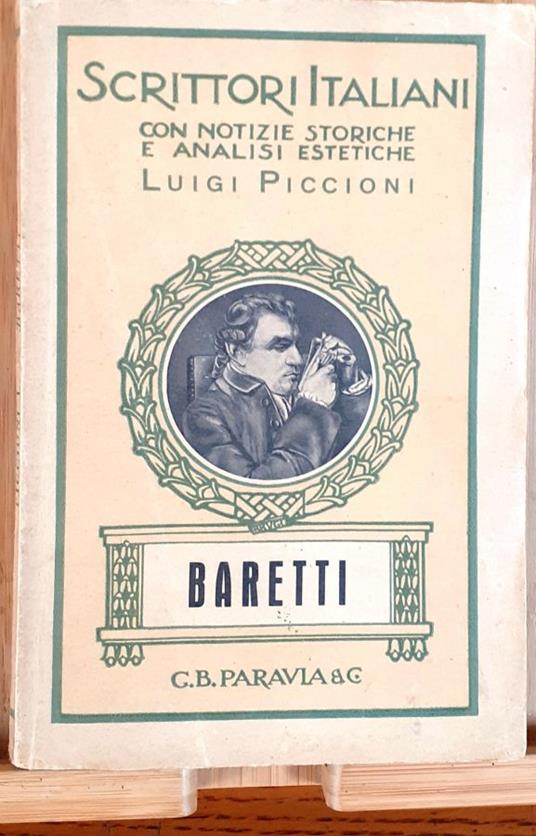 SCRITTORI ITALIANI
CON NOTIZIE STORICHE
E ANALISI ESTETICHE
LUIGI PICCIONI
BARETTI
G.B. PARAVIA & C.